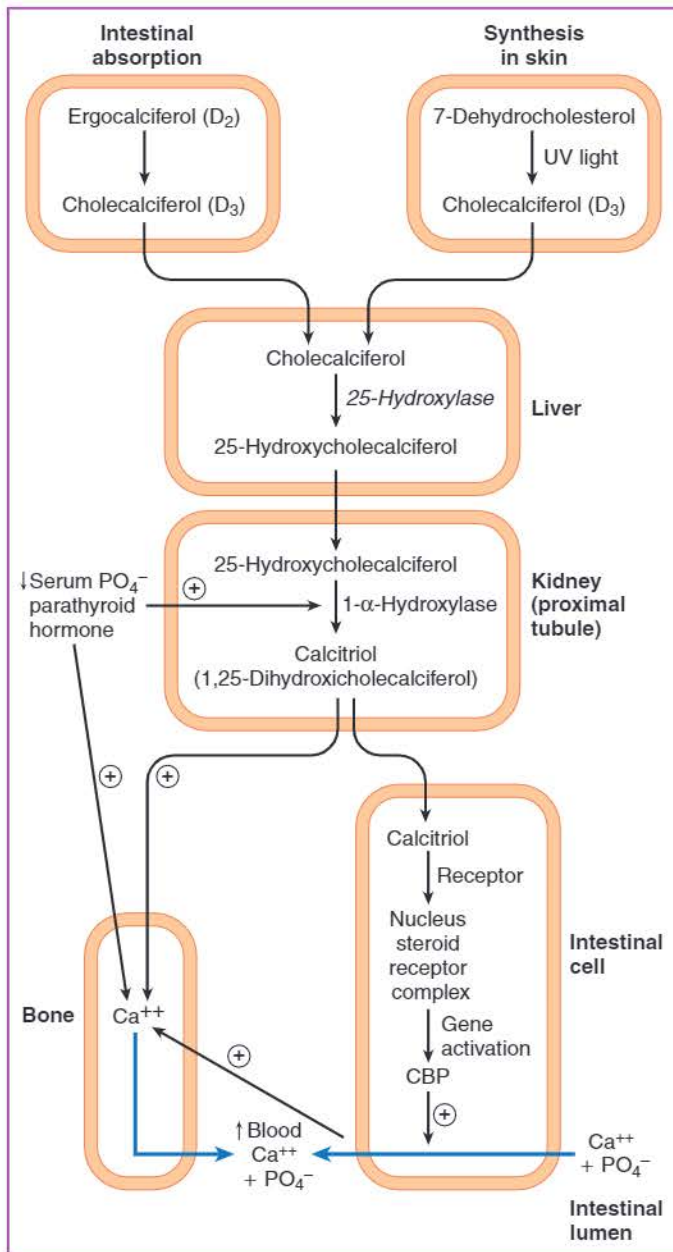 Intestinal
absorption
Ergocalciferol (D₂)
Cholecalciferol (D₃)
Synthesis
in skin
7-Dehydrocholesterol
UV light
Cholecalciferol (D₃)
Cholecalciferol
25-Hydroxylase
25-Hydroxycholecalciferol
Liver
25-Hydroxycholecalciferol
1-α-Hydroxylase
Calcitriol
(1,25-Dihydroxicholecalciferol)
Kidney
(proximal
tubule)
↓Serum PO₄⁻
parathyroid
hormone
+
+
+
Calcitriol
Receptor
Nucleus
steroid
receptor
complex
Gene
activation
CBP
+
Intestinal
cell
Bone
Ca⁺⁺
+
↑Blood
Ca⁺⁺
+ PO₄⁻
Ca⁺⁺
+ PO₄⁻
Intestinal
lumen